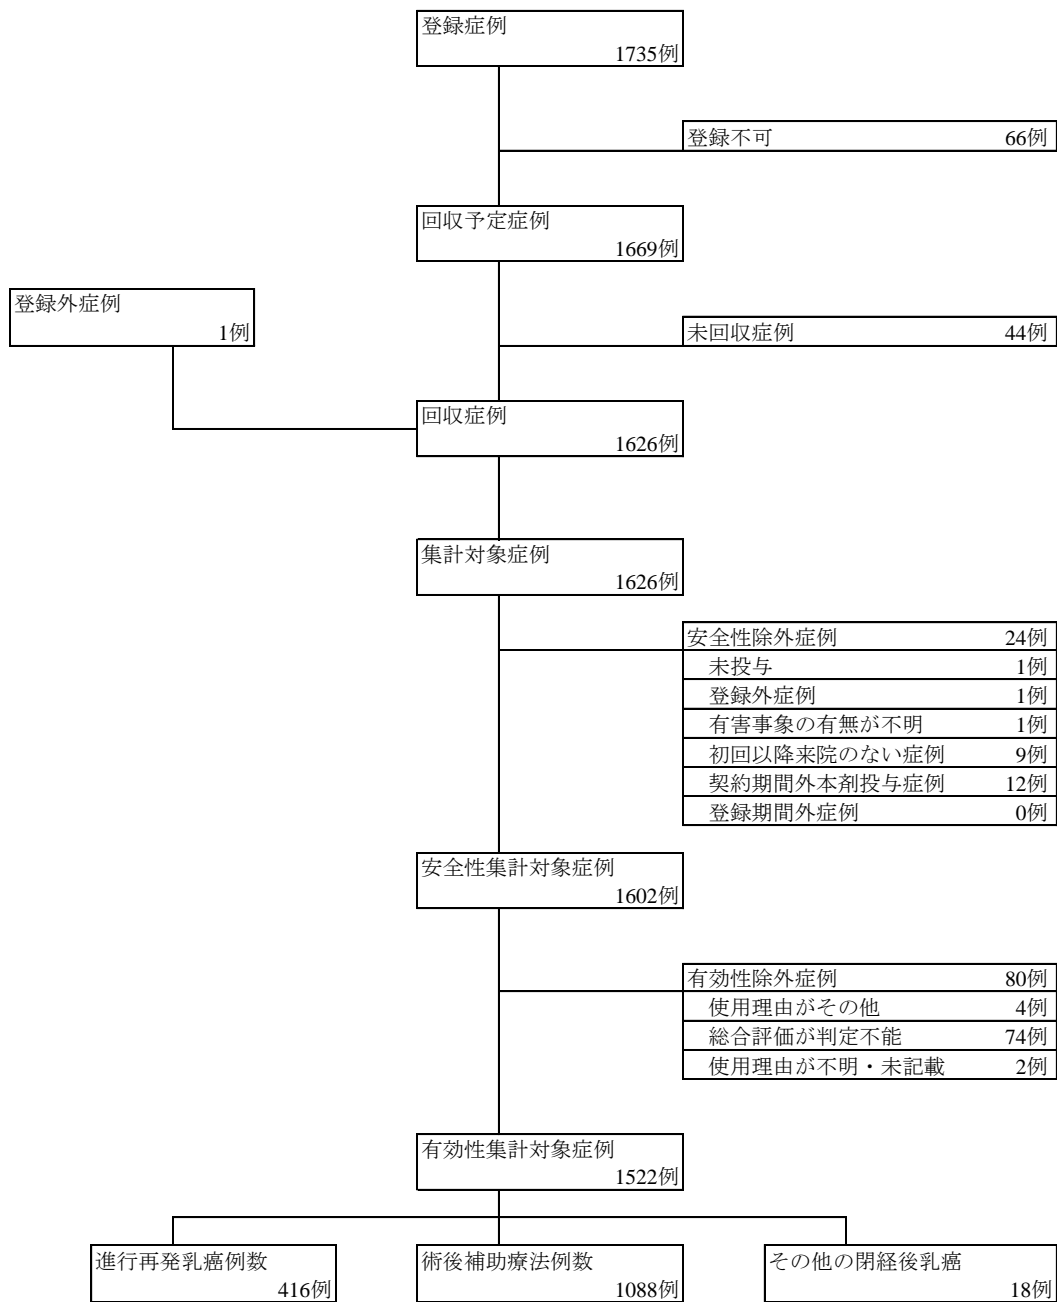 登録症例
1735例
登録不可 66例
回収予定症例
1669例
登録外症例
1例
未回収症例 44例
回収症例
1626例
集計対象症例
1626例
安全性除外症例 24例
未投与 1例
登録外症例 1例
有害事象の有無が不明 1例
初回以降来院のない症例 9例
契約期間外本剤投与症例 12例
登録期間外症例 0例
安全性集計対象症例
1602例
有効性除外症例 80例
使用理由がその他 4例
総合評価が判定不能 74例
使用理由が不明・未記載 2例
有効性集計対象症例
1522例
進行再発乳癌例数
416例
術後補助療法例数
1088例
その他の閉経後乳癌
18例